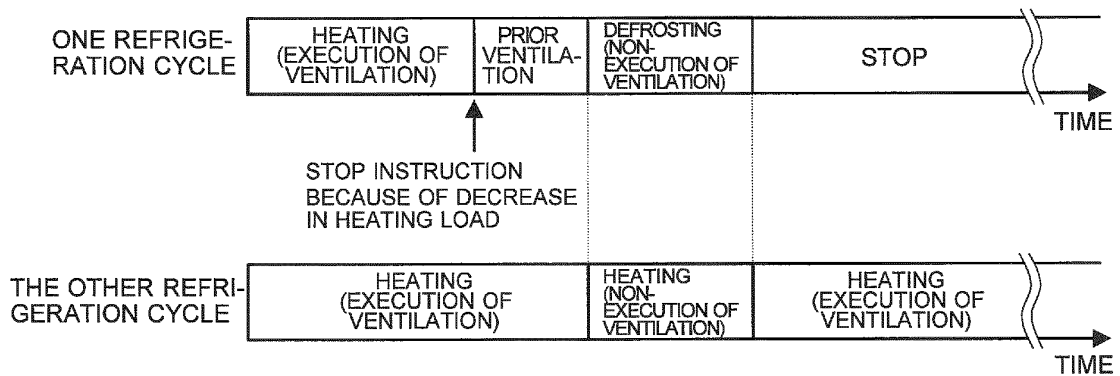 ONE REFRIGE-
RATION CYCLE
HEATING
(EXECUTION OF
VENTILATION)
PRIOR
VENTILA-
TION
DEFROSTING
(NON-
EXECUTION OF
VENTILATION)
STOP
TIME
STOP INSTRUCTION
BECAUSE OF DECREASE
IN HEATING LOAD
THE OTHER REFRI-
GERATION CYCLE
HEATING
(EXECUTION OF
VENTILATION)
HEATING
(NON-
EXECUTION OF
VENTILATION)
HEATING
(EXECUTION OF
VENTILATION)
TIME